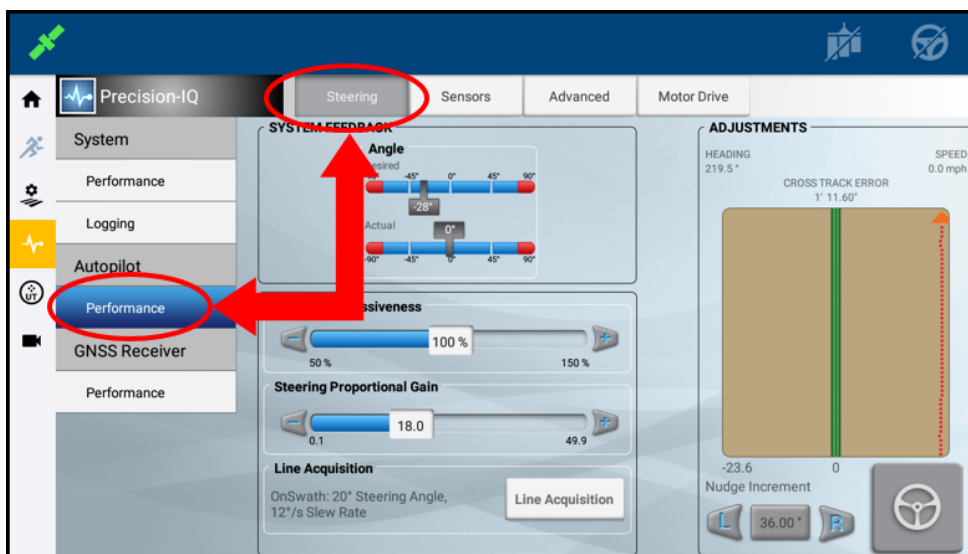 Precision-IQ
Steering
Sensors
Advanced
Motor Drive
System
Performance
Logging
Autopilot
Performance
GNSS Receiver
Performance
UT
SYSTEM FEEDBACK
Angle
-45° 0° 45° 90°
-28°
Actual
0°
-90° -45° 0° 45° 90°
100 %
50 %
150 %
Steering Proportional Gain
18.0
0.1
49.9
Line Acquisition
OnSwath: 20° Steering Angle,
12°/s Slew Rate
Line Acquisition
ADJUSTMENTS
HEADING
SPEED
219.5 °
0.0 mph
CROSS TRACK ERROR
1' 11.60"
-23.6
0
Nudge Increment
L
36.00 "
R